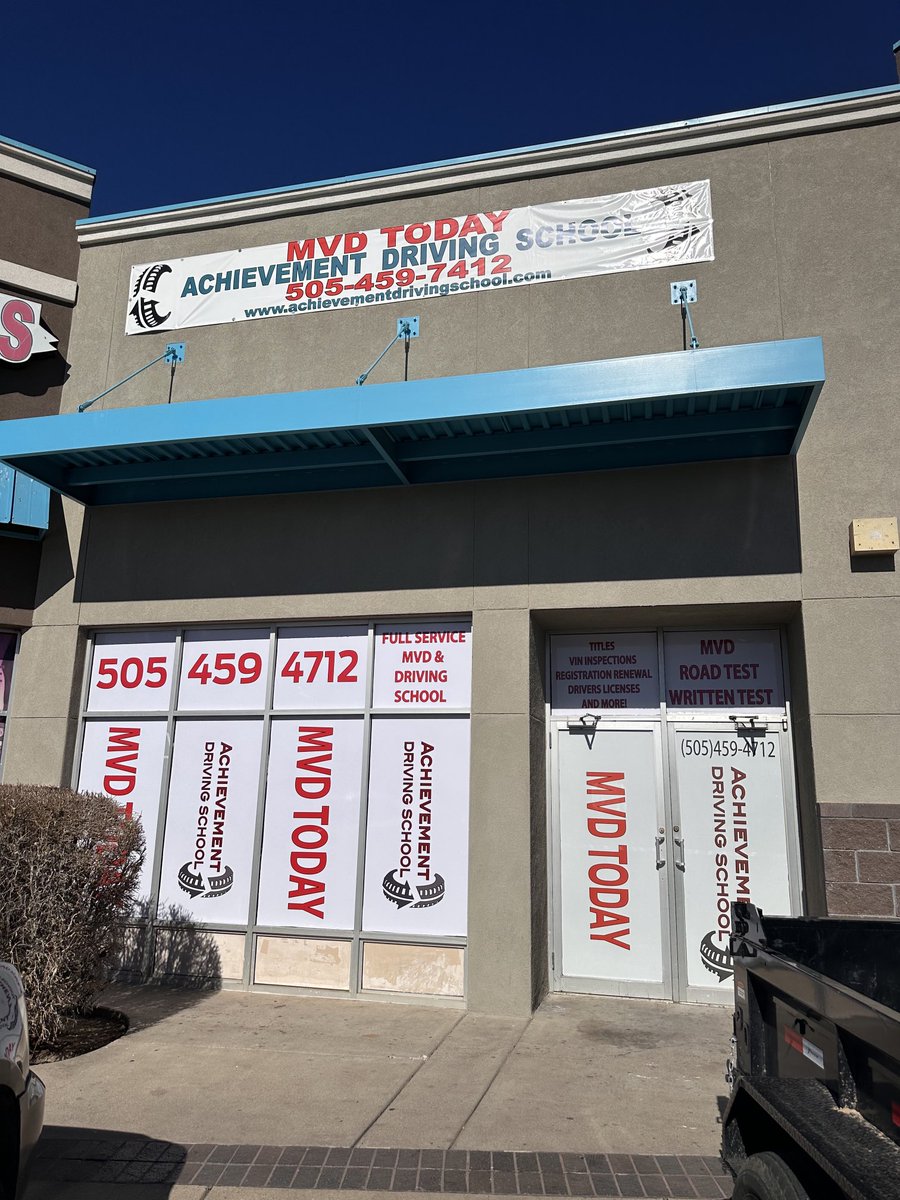 MVD TODAY
ACHIEVEMENT DRIVING SCHOOL
505-459-7412
www.achievementdrivingschool.com
S
505 459 4712
FULL SERVICE
MVD &
DRIVING
SCHOOL
TITLES
VIN INSPECTIONS
REGISTRATION RENEWAL
DRIVERS LICENSES
AND MORE!
MVD
ROAD TEST
WRITTEN TEST
MVD TODAY
ACHIEVEMENT
DRIVING SCHOOL
MVD TODAY
ACHIEVEMENT
DRIVING SCHOOL
MVD TODAY
(505)459-4712
ACHIEVEMENT
DRIVING SCHOOL